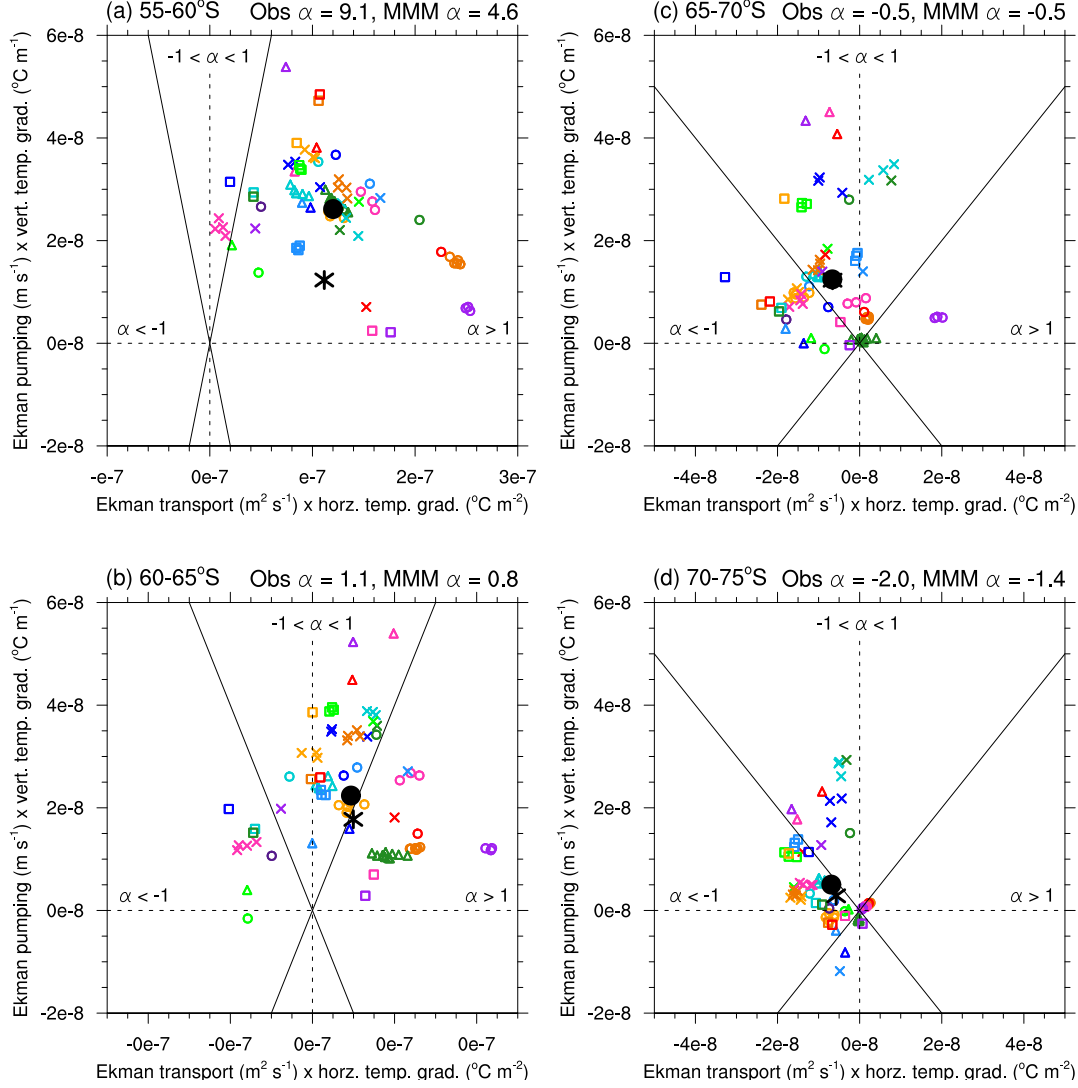 (a) 55-60°S Obs α = 9.1, MMM α = 4.6
6e-8
-1 < α < 1
4e-8
2e-8
α < -1
α > 1
0e-8
-2e-8
-e-7 0e-7 e-7 2e-7 3e-7
Ekman pumping (m s⁻¹) x vert. temp. grad. (°C m⁻¹)
Ekman transport (m² s⁻¹) x horz. temp. grad. (°C m⁻²)
(c) 65-70°S Obs α = -0.5, MMM α = -0.5
6e-8
-1 < α < 1
4e-8
2e-8
α < -1
α > 1
0e-8
-2e-8
-4e-8 -2e-8 0e-8 2e-8 4e-8
Ekman pumping (m s⁻¹) x vert. temp. grad. (°C m⁻¹)
Ekman transport (m² s⁻¹) x horz. temp. grad. (°C m⁻²)
(b) 60-65°S Obs α = 1.1, MMM α = 0.8
6e-8
-1 < α < 1
4e-8
2e-8
α < -1
α > 1
0e-8
-2e-8
-0e-7 -0e-7 0e-7 0e-7 0e-7
Ekman pumping (m s⁻¹) x vert. temp. grad. (°C m⁻¹)
Ekman transport (m² s⁻¹) x horz. temp. grad. (°C m⁻²)
(d) 70-75°S Obs α = -2.0, MMM α = -1.4
6e-8
-1 < α < 1
4e-8
2e-8
α < -1
α > 1
0e-8
-2e-8
-4e-8 -2e-8 0e-8 2e-8 4e-8
Ekman pumping (m s⁻¹) x vert. temp. grad. (°C m⁻¹)
Ekman transport (m² s⁻¹) x horz. temp. grad. (°C m⁻²)